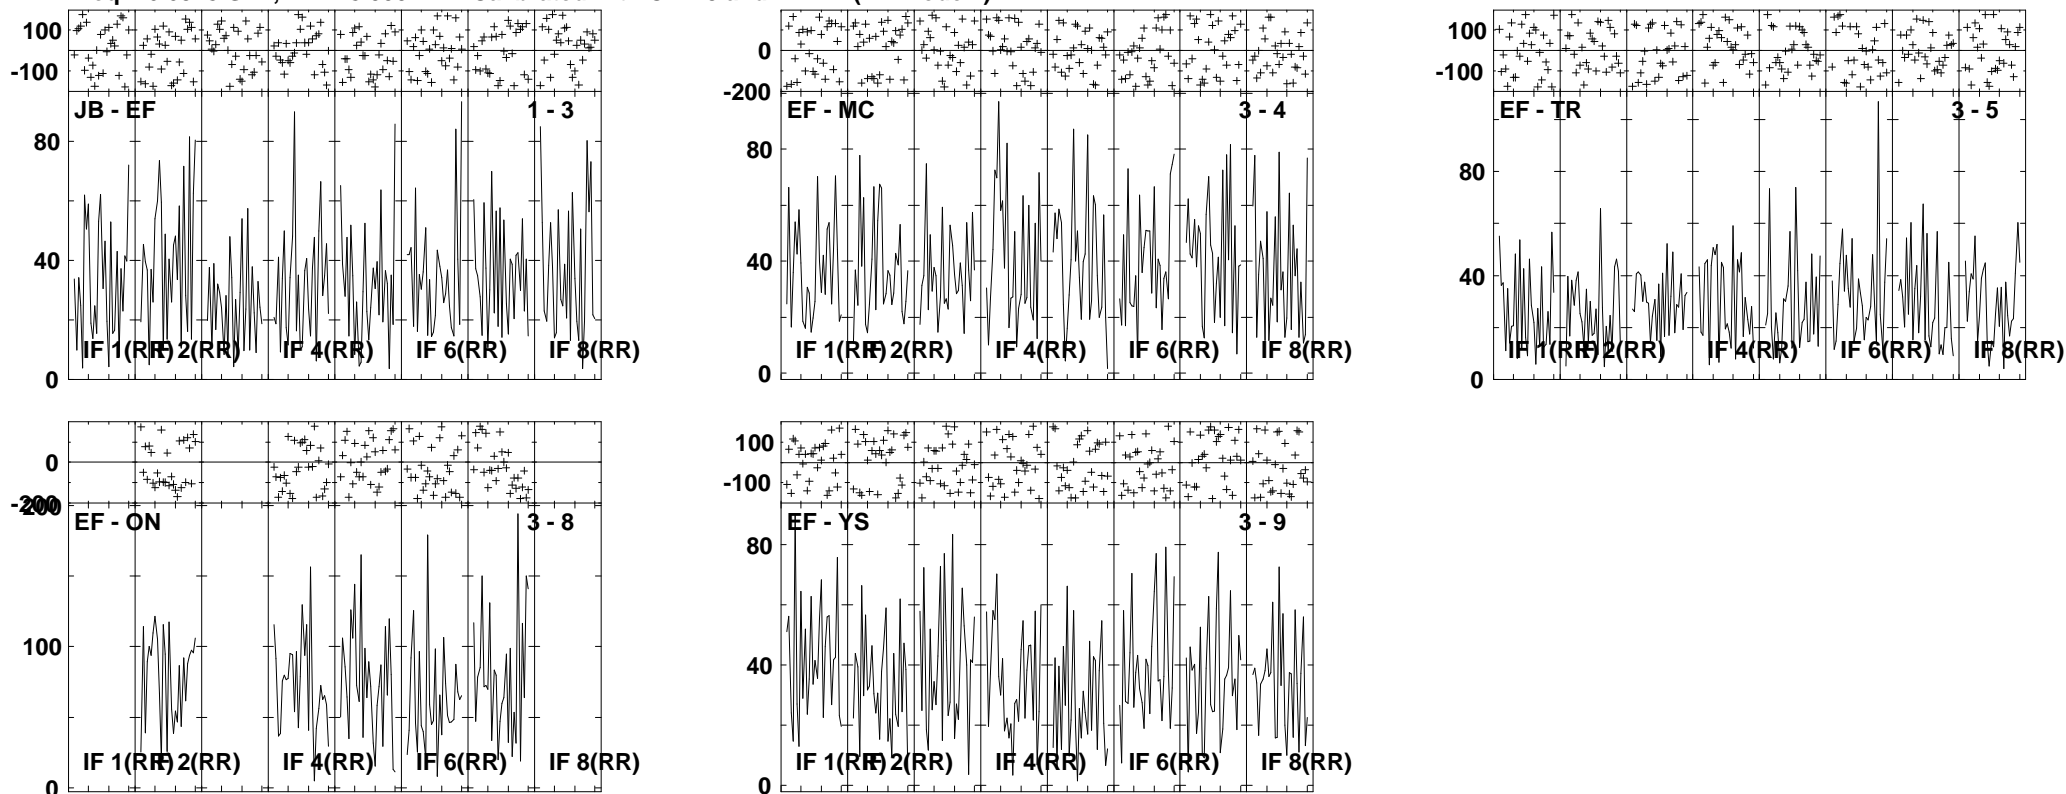 100
-100
JB - EF
1 - 3
80
40
0
IF 1(RR)
IF 2(RR)
IF 4(RR)
IF 6(RR)
IF 8(RR)
0
-200
EF - MC
3 - 4
80
40
0
IF 1(RR)
IF 2(RR)
IF 4(RR)
IF 6(RR)
IF 8(RR)
100
-100
EF - TR
3 - 5
80
40
0
IF 1(RR)
IF 2(RR)
IF 4(RR)
IF 6(RR)
IF 8(RR)
0
-200
200
EF - ON
3 - 8
100
0
IF 1(RR)
IF 2(RR)
IF 4(RR)
IF 6(RR)
IF 8(RR)
100
-100
EF - YS
3 - 9
80
40
0
IF 1(RR)
IF 2(RR)
IF 4(RR)
IF 6(RR)
IF 8(RR)